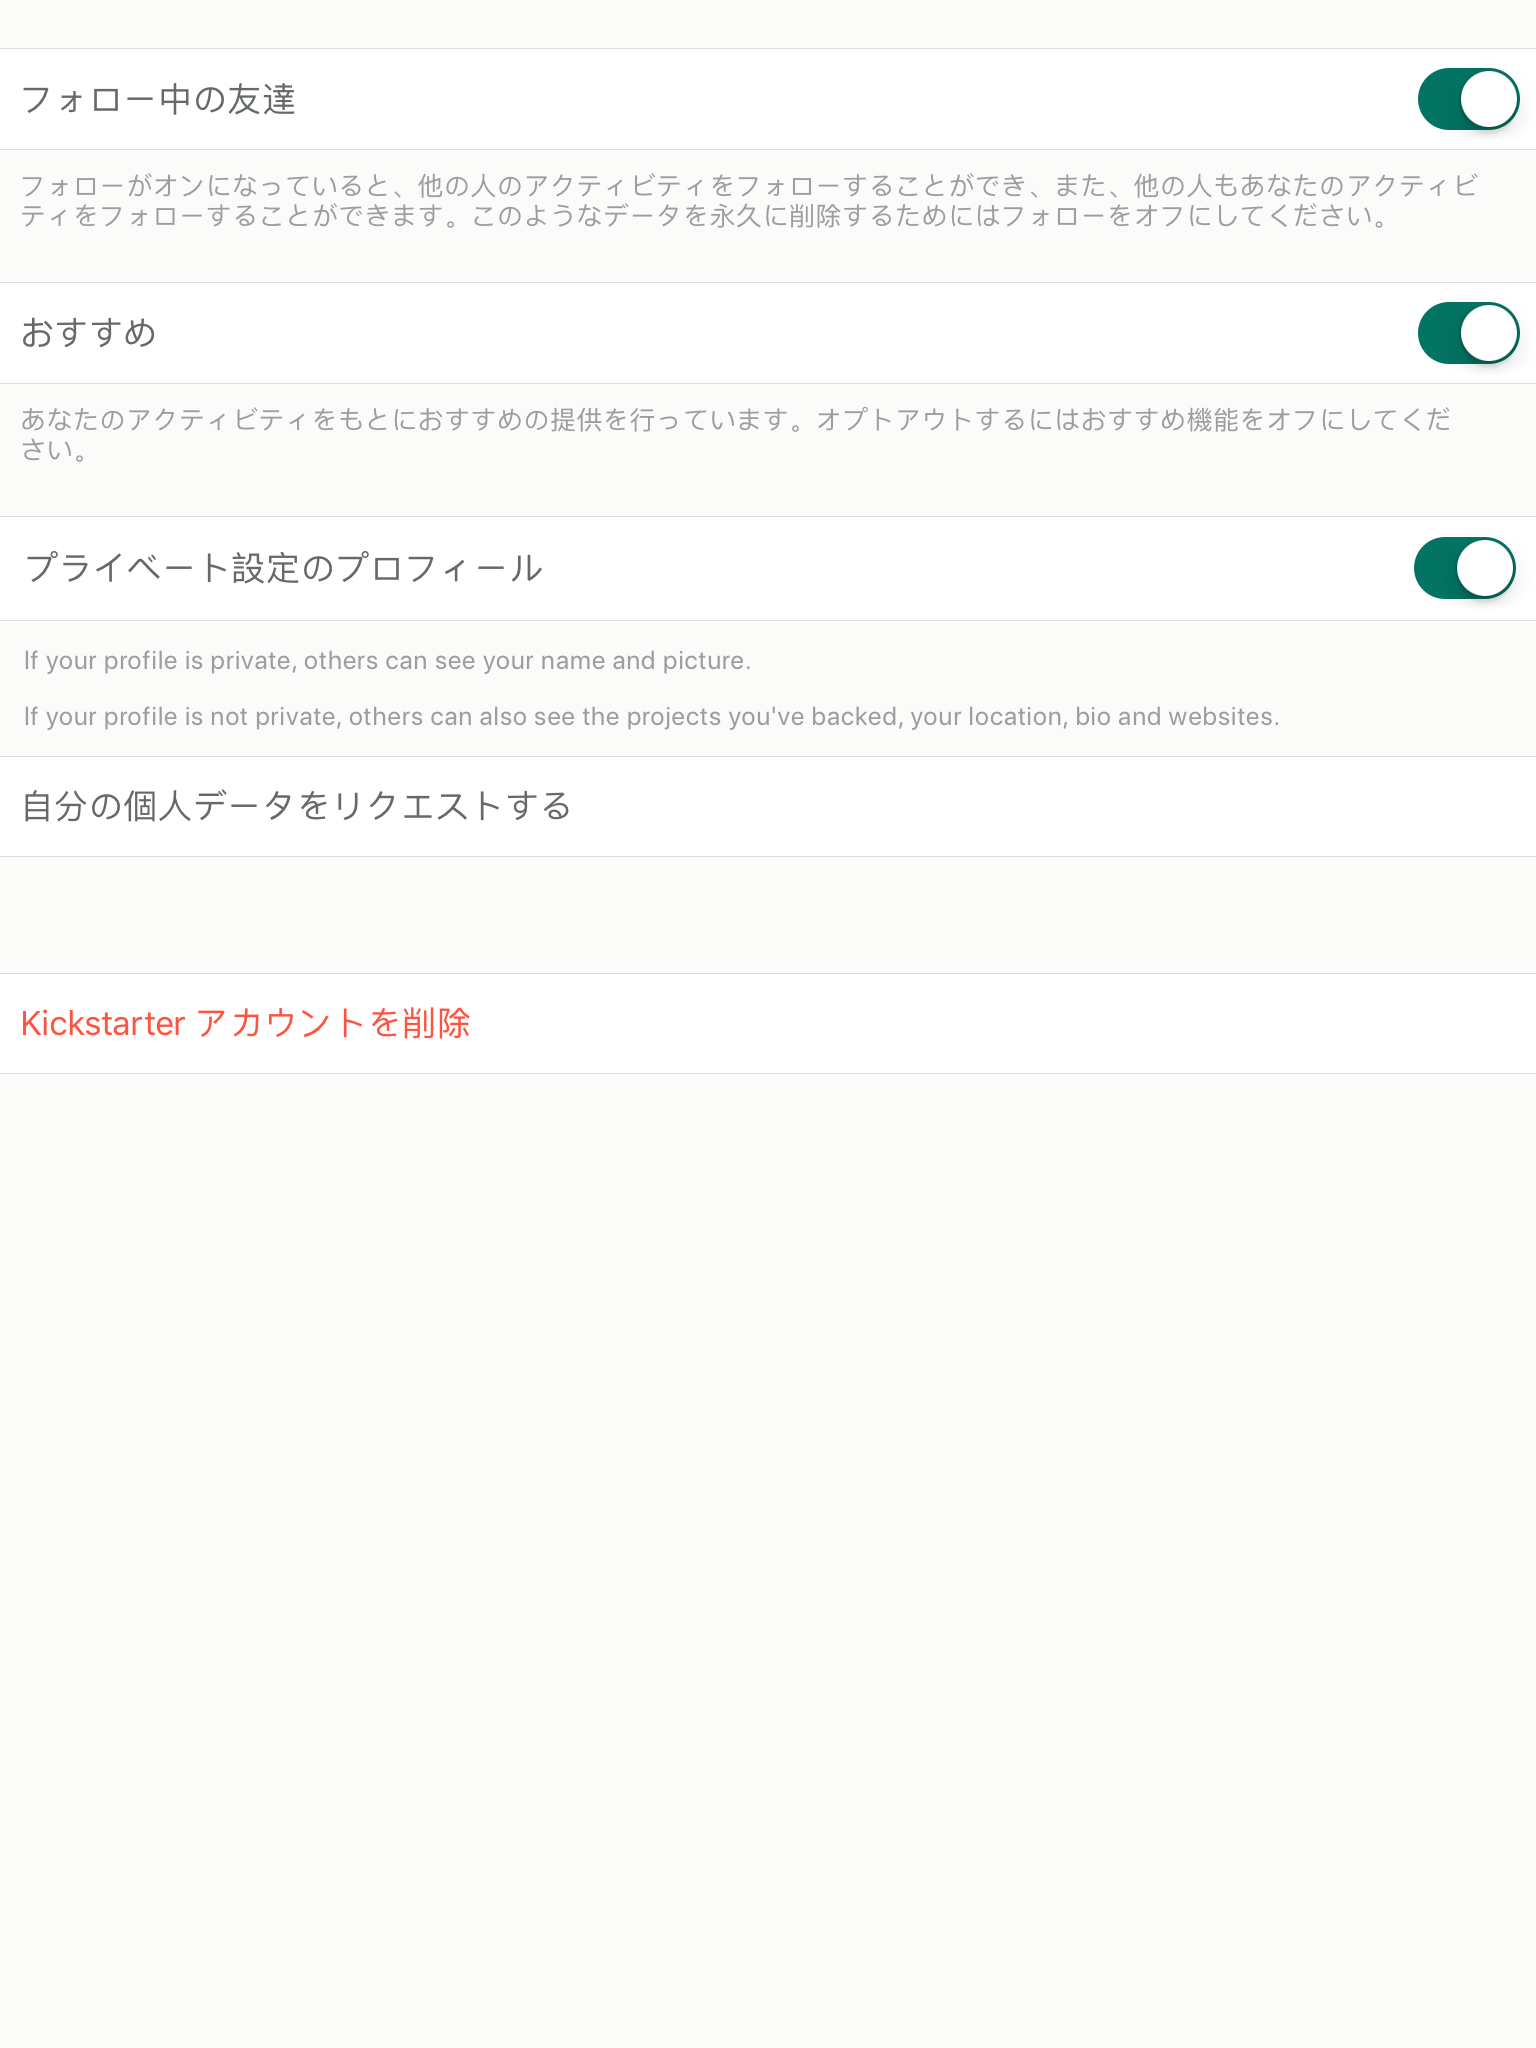 フォロー中の友達
フォローがオンになっていると、他の人のアクティビティをフォローすることができ、また、他の人もあなたのアクティビ
ティをフォローすることができます。このようなデータを永久に削除するためにはフォローをオフにしてください。
おすすめ
あなたのアクティビティをもとにおすすめの提供を行っています。オプトアウトするにはおすすめ機能をオフにしてくだ
さい。
プライベート設定のプロフィール
If your profile is private, others can see your name and picture.
If your profile is not private, others can also see the projects you've backed, your location, bio and websites.
自分の個人データをリクエストする
Kickstarter アカウントを削除